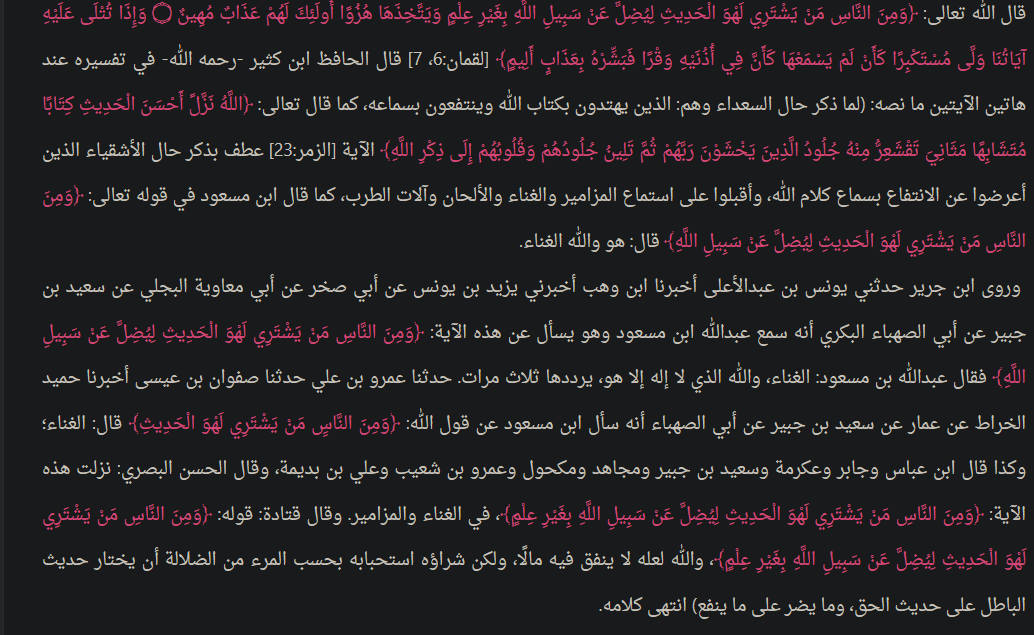 قال الله تعالى: ﴿وَمِنَ النَّاسِ مَنْ يَشْتَرِي لَهْوَ الْحَدِيثِ لِيُضِلَّ عَنْ سَبِيلِ اللَّهِ بِغَيْرِ عِلْمٍ وَيَتَّخِذَهَا هُزُوًا أُولَئِكَ لَهُمْ عَذَابٌ مُهِينٌ ۝ وَإِذَا تُتْلَى عَلَيْهِ
آيَاتُنَا وَلَّى مُسْتَكْبِرًا كَأَنْ لَمْ يَسْمَعْهَا كَأَنَّ فِي أُذُنَيْهِ وَقْرًا فَبَشِّرْهُ بِعَذَابٍ أَلِيمٍ﴾ [لقمان:6، 7] قال الحافظ ابن كثير -رحمه الله- في تفسيره عند
هاتين الآيتين ما نصه: (لما ذكر حال السعداء وهم: الذين يهتدون بكتاب الله وينتفعون بسماعه، كما قال تعالى: ﴿اللَّهُ نَزَّلَ أَحْسَنَ الْحَدِيثِ كِتَابًا
مُتَشَابِهًا مَثَانِيَ تَقْشَعِرُّ مِنْهُ جُلُودُ الَّذِينَ يَخْشَوْنَ رَبَّهُمْ ثُمَّ تَلِينُ جُلُودُهُمْ وَقُلُوبُهُمْ إِلَى ذِكْرِ اللَّهِ﴾ الآية [الزمر:23] عطف بذكر حال الأشقياء الذين
أعرضوا عن الانتفاع بسماع كلام الله، وأقبلوا على استماع المزامير والغناء والألحان وآلات الطرب، كما قال ابن مسعود في قوله تعالى: ﴿وَمِنَ
النَّاسِ مَنْ يَشْتَرِي لَهْوَ الْحَدِيثِ لِيُضِلَّ عَنْ سَبِيلِ اللَّهِ﴾ قال: هو والله الغناء.
وروى ابن جرير حدثني يونس بن عبدالأعلى أخبرنا ابن وهب أخبرني يزيد بن يونس عن أبي صخر عن أبي معاوية البجلي عن سعيد بن
جبير عن أبي الصهباء البكري أنه سمع عبدالله ابن مسعود وهو يسأل عن هذه الآية: ﴿وَمِنَ النَّاسِ مَنْ يَشْتَرِي لَهْوَ الْحَدِيثِ لِيُضِلَّ عَنْ سَبِيلِ
اللَّهِ﴾ فقال عبدالله بن مسعود: الغناء، والله الذي لا إله إلا هو، يرددها ثلاث مرات. حدثنا عمرو بن علي حدثنا صفوان بن عيسى أخبرنا حميد
الخراط عن عمار عن سعيد بن جبير عن أبي الصهباء أنه سأل ابن مسعود عن قول الله: ﴿وَمِنَ النَّاسِ مَنْ يَشْتَرِي لَهْوَ الْحَدِيثِ﴾ قال: الغناء؛
وكذا قال ابن عباس وجابر وعكرمة وسعيد بن جبير ومجاهد ومكحول وعمرو بن شعيب وعلي بن بديمة، وقال الحسن البصري: نزلت هذه
الآية: ﴿وَمِنَ النَّاسِ مَنْ يَشْتَرِي لَهْوَ الْحَدِيثِ لِيُضِلَّ عَنْ سَبِيلِ اللَّهِ بِغَيْرِ عِلْمٍ﴾، في الغناء والمزامير. وقال قتادة: قوله: ﴿وَمِنَ النَّاسِ مَنْ يَشْتَرِي
لَهْوَ الْحَدِيثِ لِيُضِلَّ عَنْ سَبِيلِ اللَّهِ بِغَيْرِ عِلْمٍ﴾، والله لعله لا ينفق فيه مالًا، ولكن شراؤه استحبابه بحسب المرء من الضلالة أن يختار حديث
الباطل على حديث الحق، وما يضر على ما ينفع) انتهى كلامه.